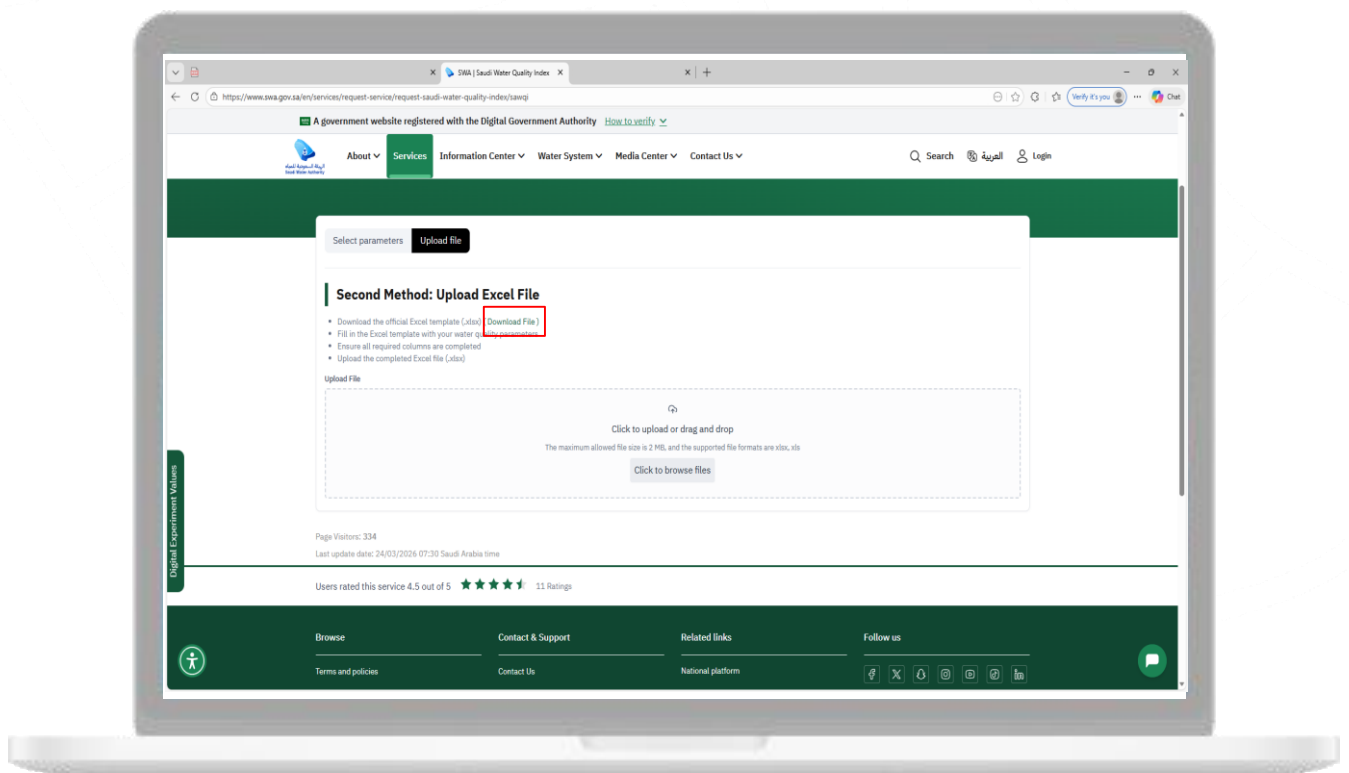 SWA | Saudi Water Quality Index
https://www.swa.gov.sa/en/services/request-service/request-saudi-water-quality-index/sawqi
Verify it's you
Chat
A government website registered with the Digital Government Authority How to verify
الهيئة السعودية للمياه
Saudi Water Authority
About Services Information Center Water System Media Center Contact Us Search العربية Login
Select parameters Upload file
Second Method: Upload Excel File
Download the official Excel template (.xlsx) ( Download File )
Fill in the Excel template with your water quality parameters
Ensure all required columns are completed
Upload the completed Excel file (.xlsx)
Upload File
Click to upload or drag and drop
The maximum allowed file size is 2 MB, and the supported file formats are xlsx, xls
Click to browse files
Digital Experiment Values
Page Visitors: 334
Last update date: 24/03/2026 07:30 Saudi Arabia time
Users rated this service 4.5 out of 5 11 Ratings
Browse Contact & Support Related links Follow us
Terms and policies Contact Us National platform